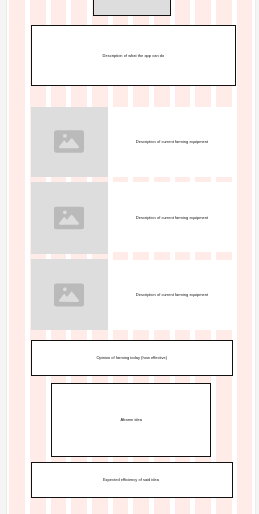 Description of what the app can do
Description of current farming equipment
Description of current farming equipment
Description of current farming equipment
Opinion of farming today (how effective)
idea
Expected efficiency of said idea